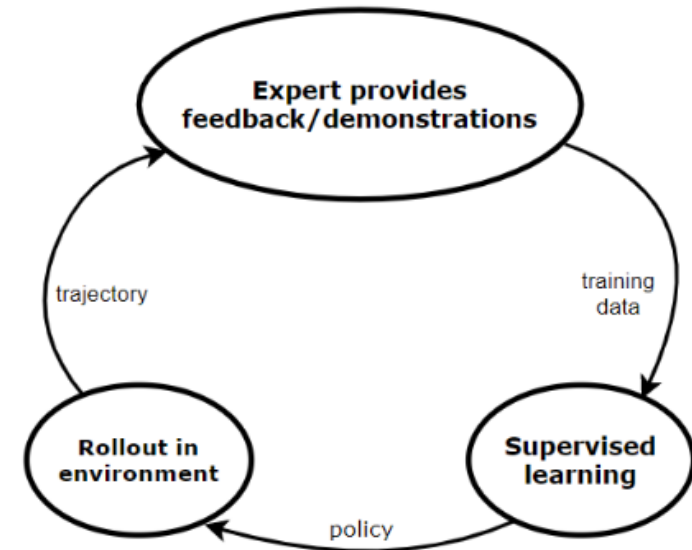 Expert provides
feedback/demonstrations
trajectory
training
data
Rollout in
environment
Supervised
learning
policy